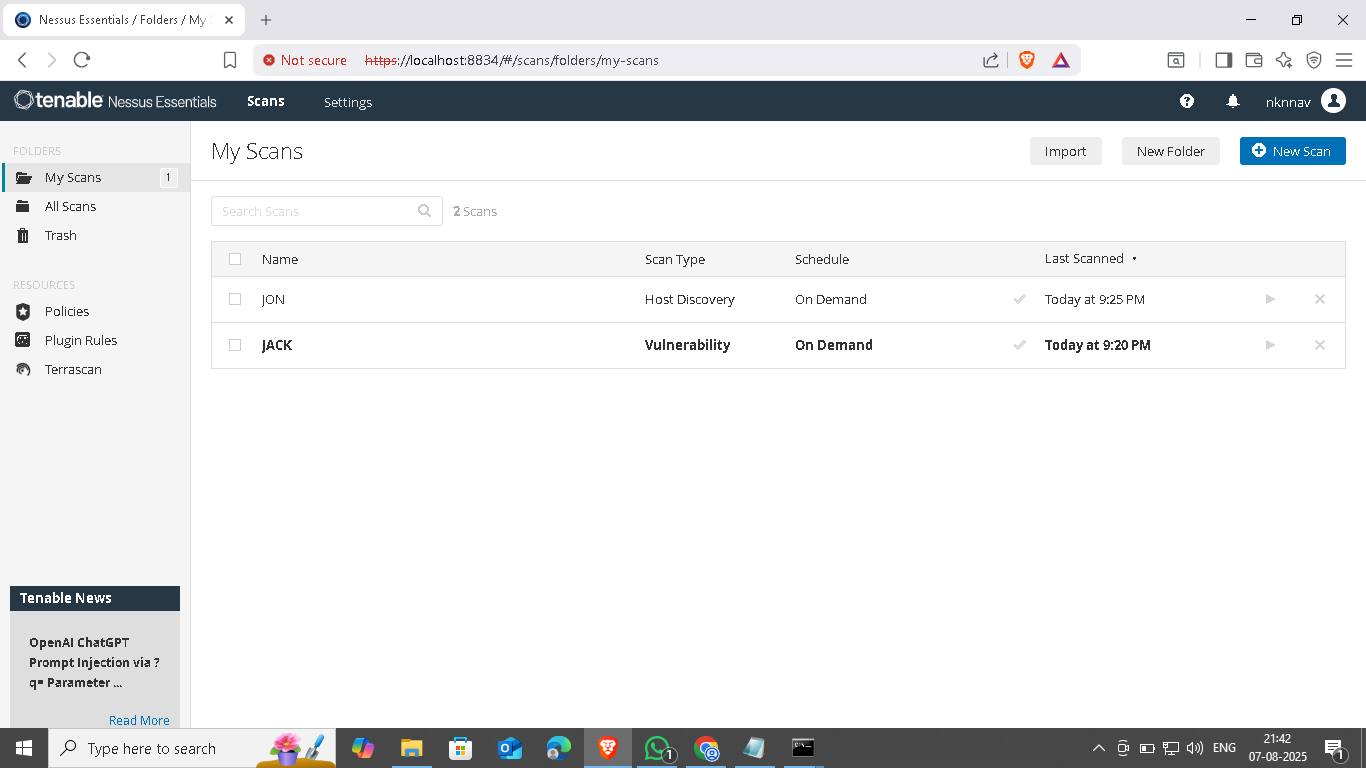 Nessus Essentials / Folders / My S
Not secure https://localhost:8834/#/scans/folders/my-scans
tenable Nessus Essentials Scans Settings nknnav
FOLDERS
My Scans 1
All Scans
Trash
RESOURCES
Policies
Plugin Rules
Terrascan
Tenable News
OpenAI ChatGPT
Prompt Injection via ?
q= Parameter ...
Read More
My Scans Import New Folder New Scan
Search Scans 2 Scans
Name Scan Type Schedule Last Scanned
JON Host Discovery On Demand Today at 9:25 PM
JACK Vulnerability On Demand Today at 9:20 PM
Type here to search 1 ENG 21:42 1
07-08-2025